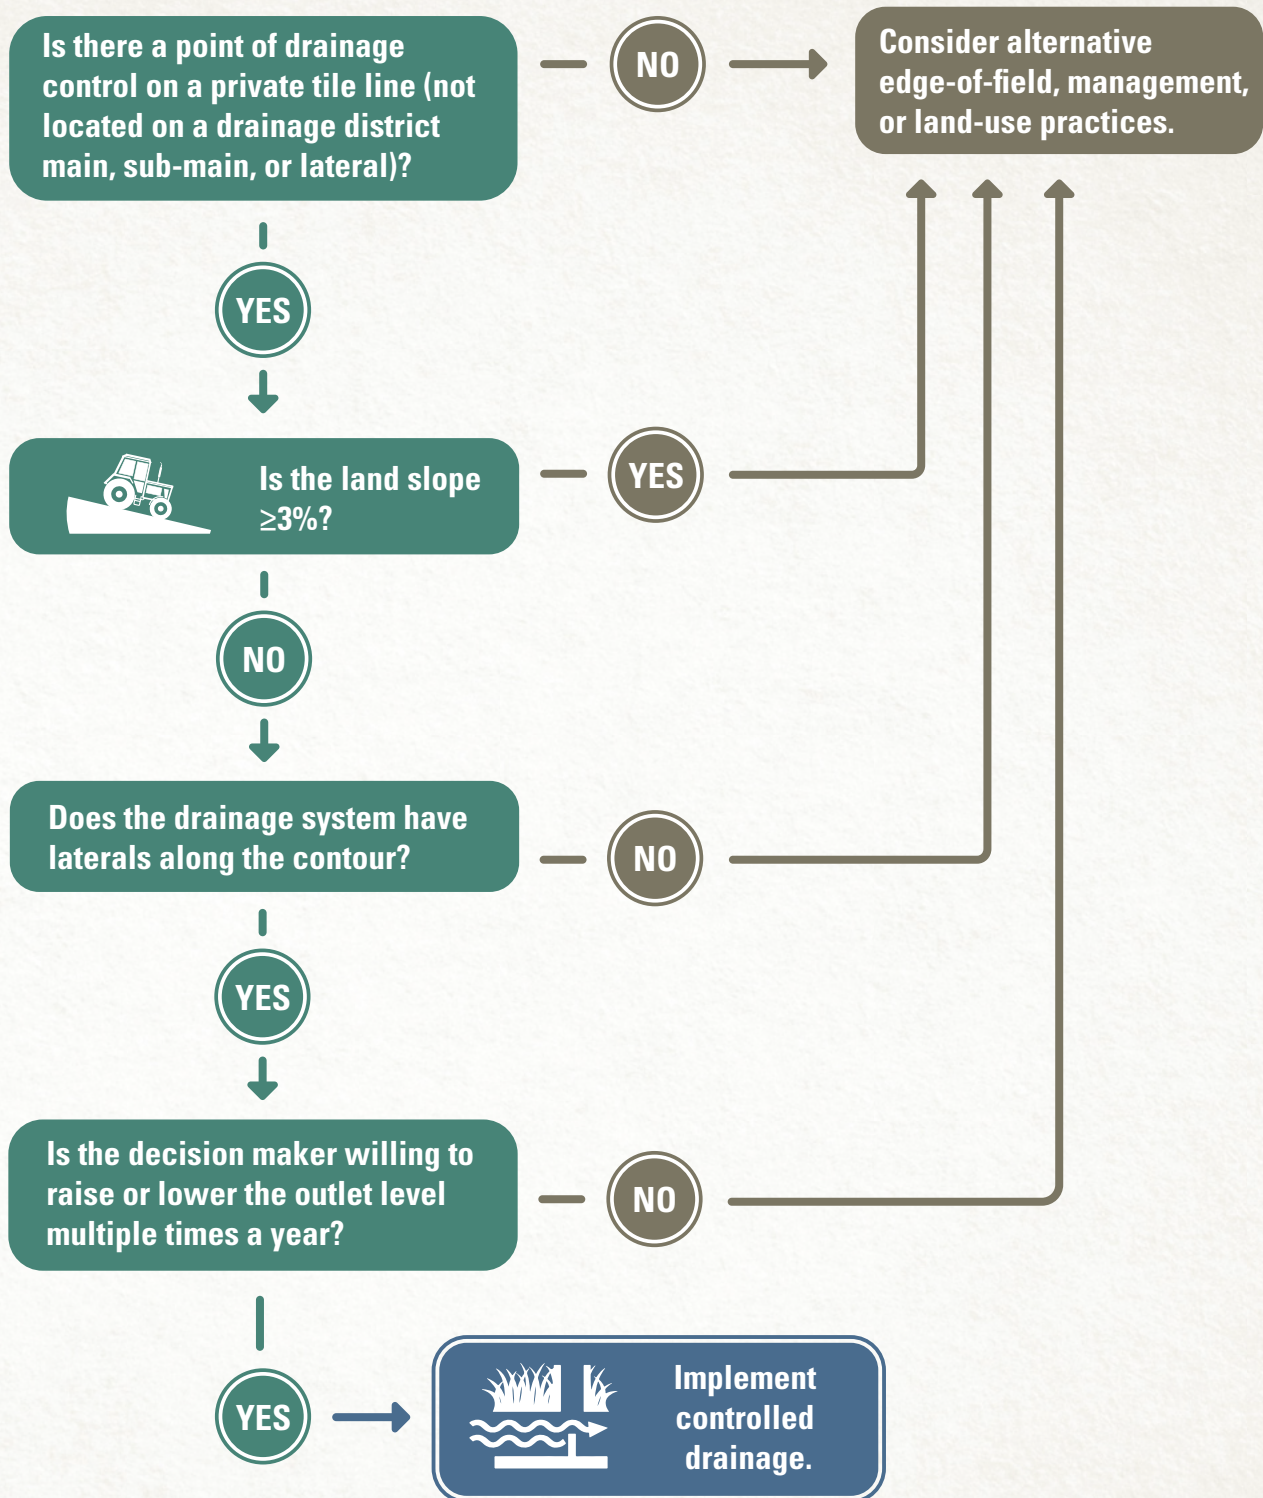 Is there a point of drainage
control on a private tile line (not
located on a drainage district
main, sub-main, or lateral)?
NO
Consider alternative
edge-of-field, management,
or land-use practices.
YES
Is the land slope
≥3%?
YES
NO
Does the drainage system have
laterals along the contour?
NO
YES
Is the decision maker willing to
raise or lower the outlet level
multiple times a year?
NO
YES
Implement
controlled
drainage.